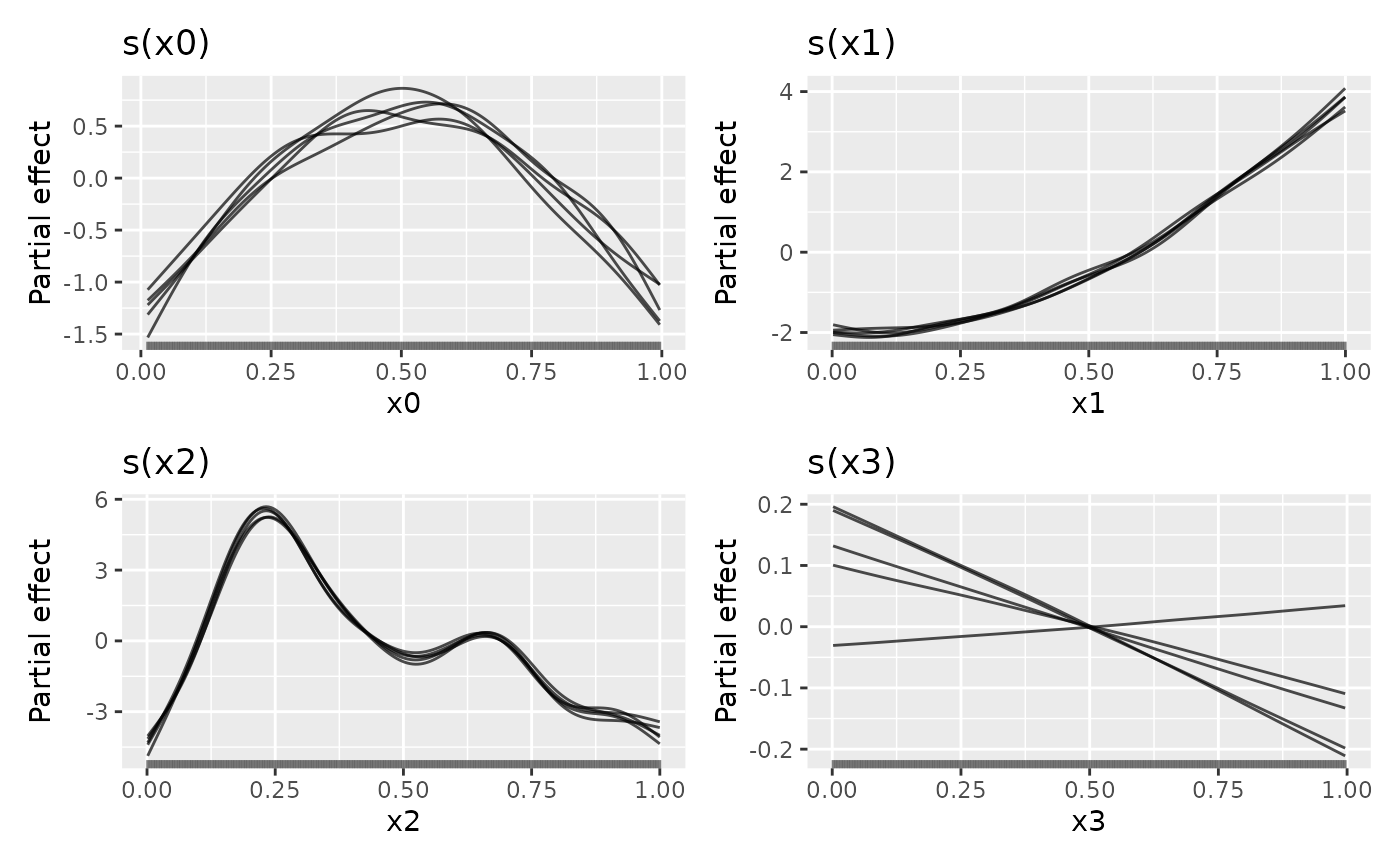 s(x0)
Partial effect
0.5
0.0
-0.5
-1.0
-1.5
0.00 0.25 0.50 0.75 1.00
x0
s(x1)
Partial effect
4
2
0
-2
0.00 0.25 0.50 0.75 1.00
x1
s(x2)
Partial effect
6
3
0
-3
0.00 0.25 0.50 0.75 1.00
x2
s(x3)
Partial effect
0.2
0.1
0.0
-0.1
-0.2
0.00 0.25 0.50 0.75 1.00
x3